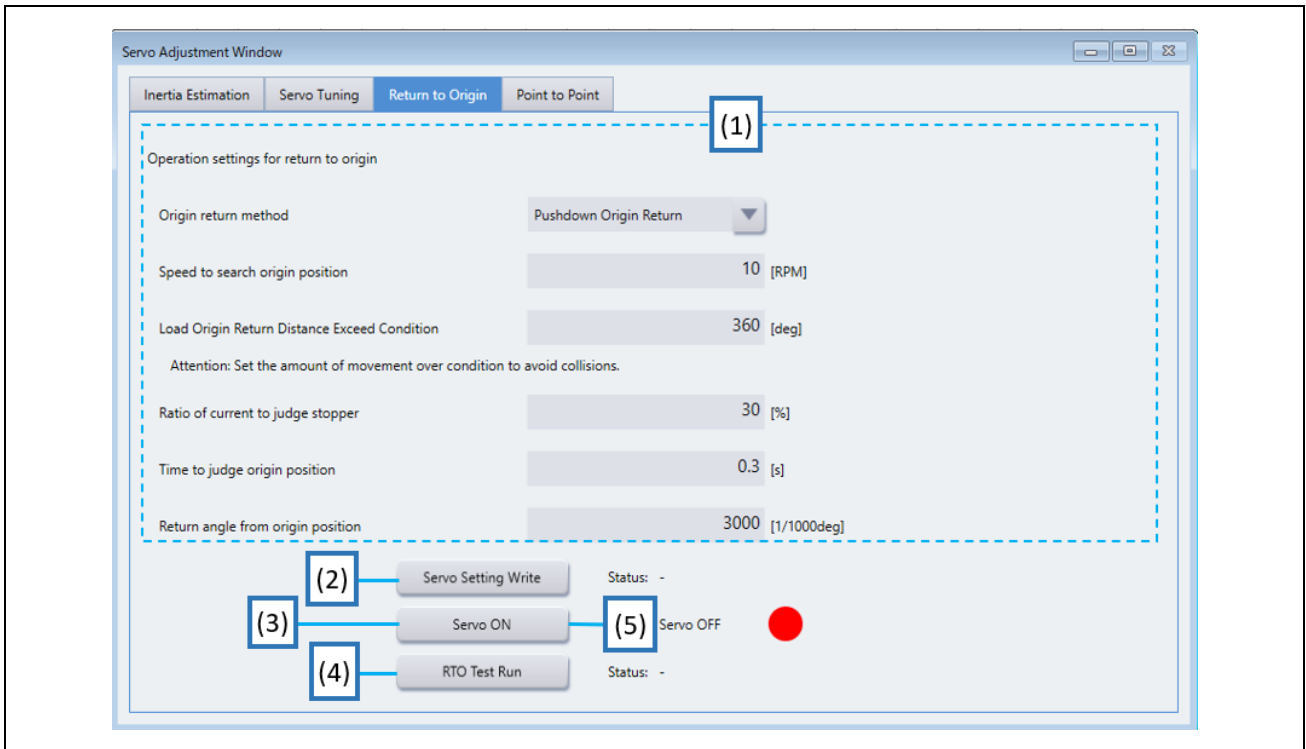 Servo Adjustment Window
Inertia Estimation Servo Tuning Return to Origin Point to Point
(1)
Operation settings for return to origin
Origin return method Pushdown Origin Return
Speed to search origin position 10 [RPM]
Load Origin Return Distance Exceed Condition 360 [deg]
Attention: Set the amount of movement over condition to avoid collisions.
Ratio of current to judge stopper 30 [%]
Time to judge origin position 0.3 [s]
Return angle from origin position 3000 [1/1000deg]
(2) Servo Setting Write Status: -
(3) Servo ON (5) Servo OFF
(4) RTO Test Run Status: -